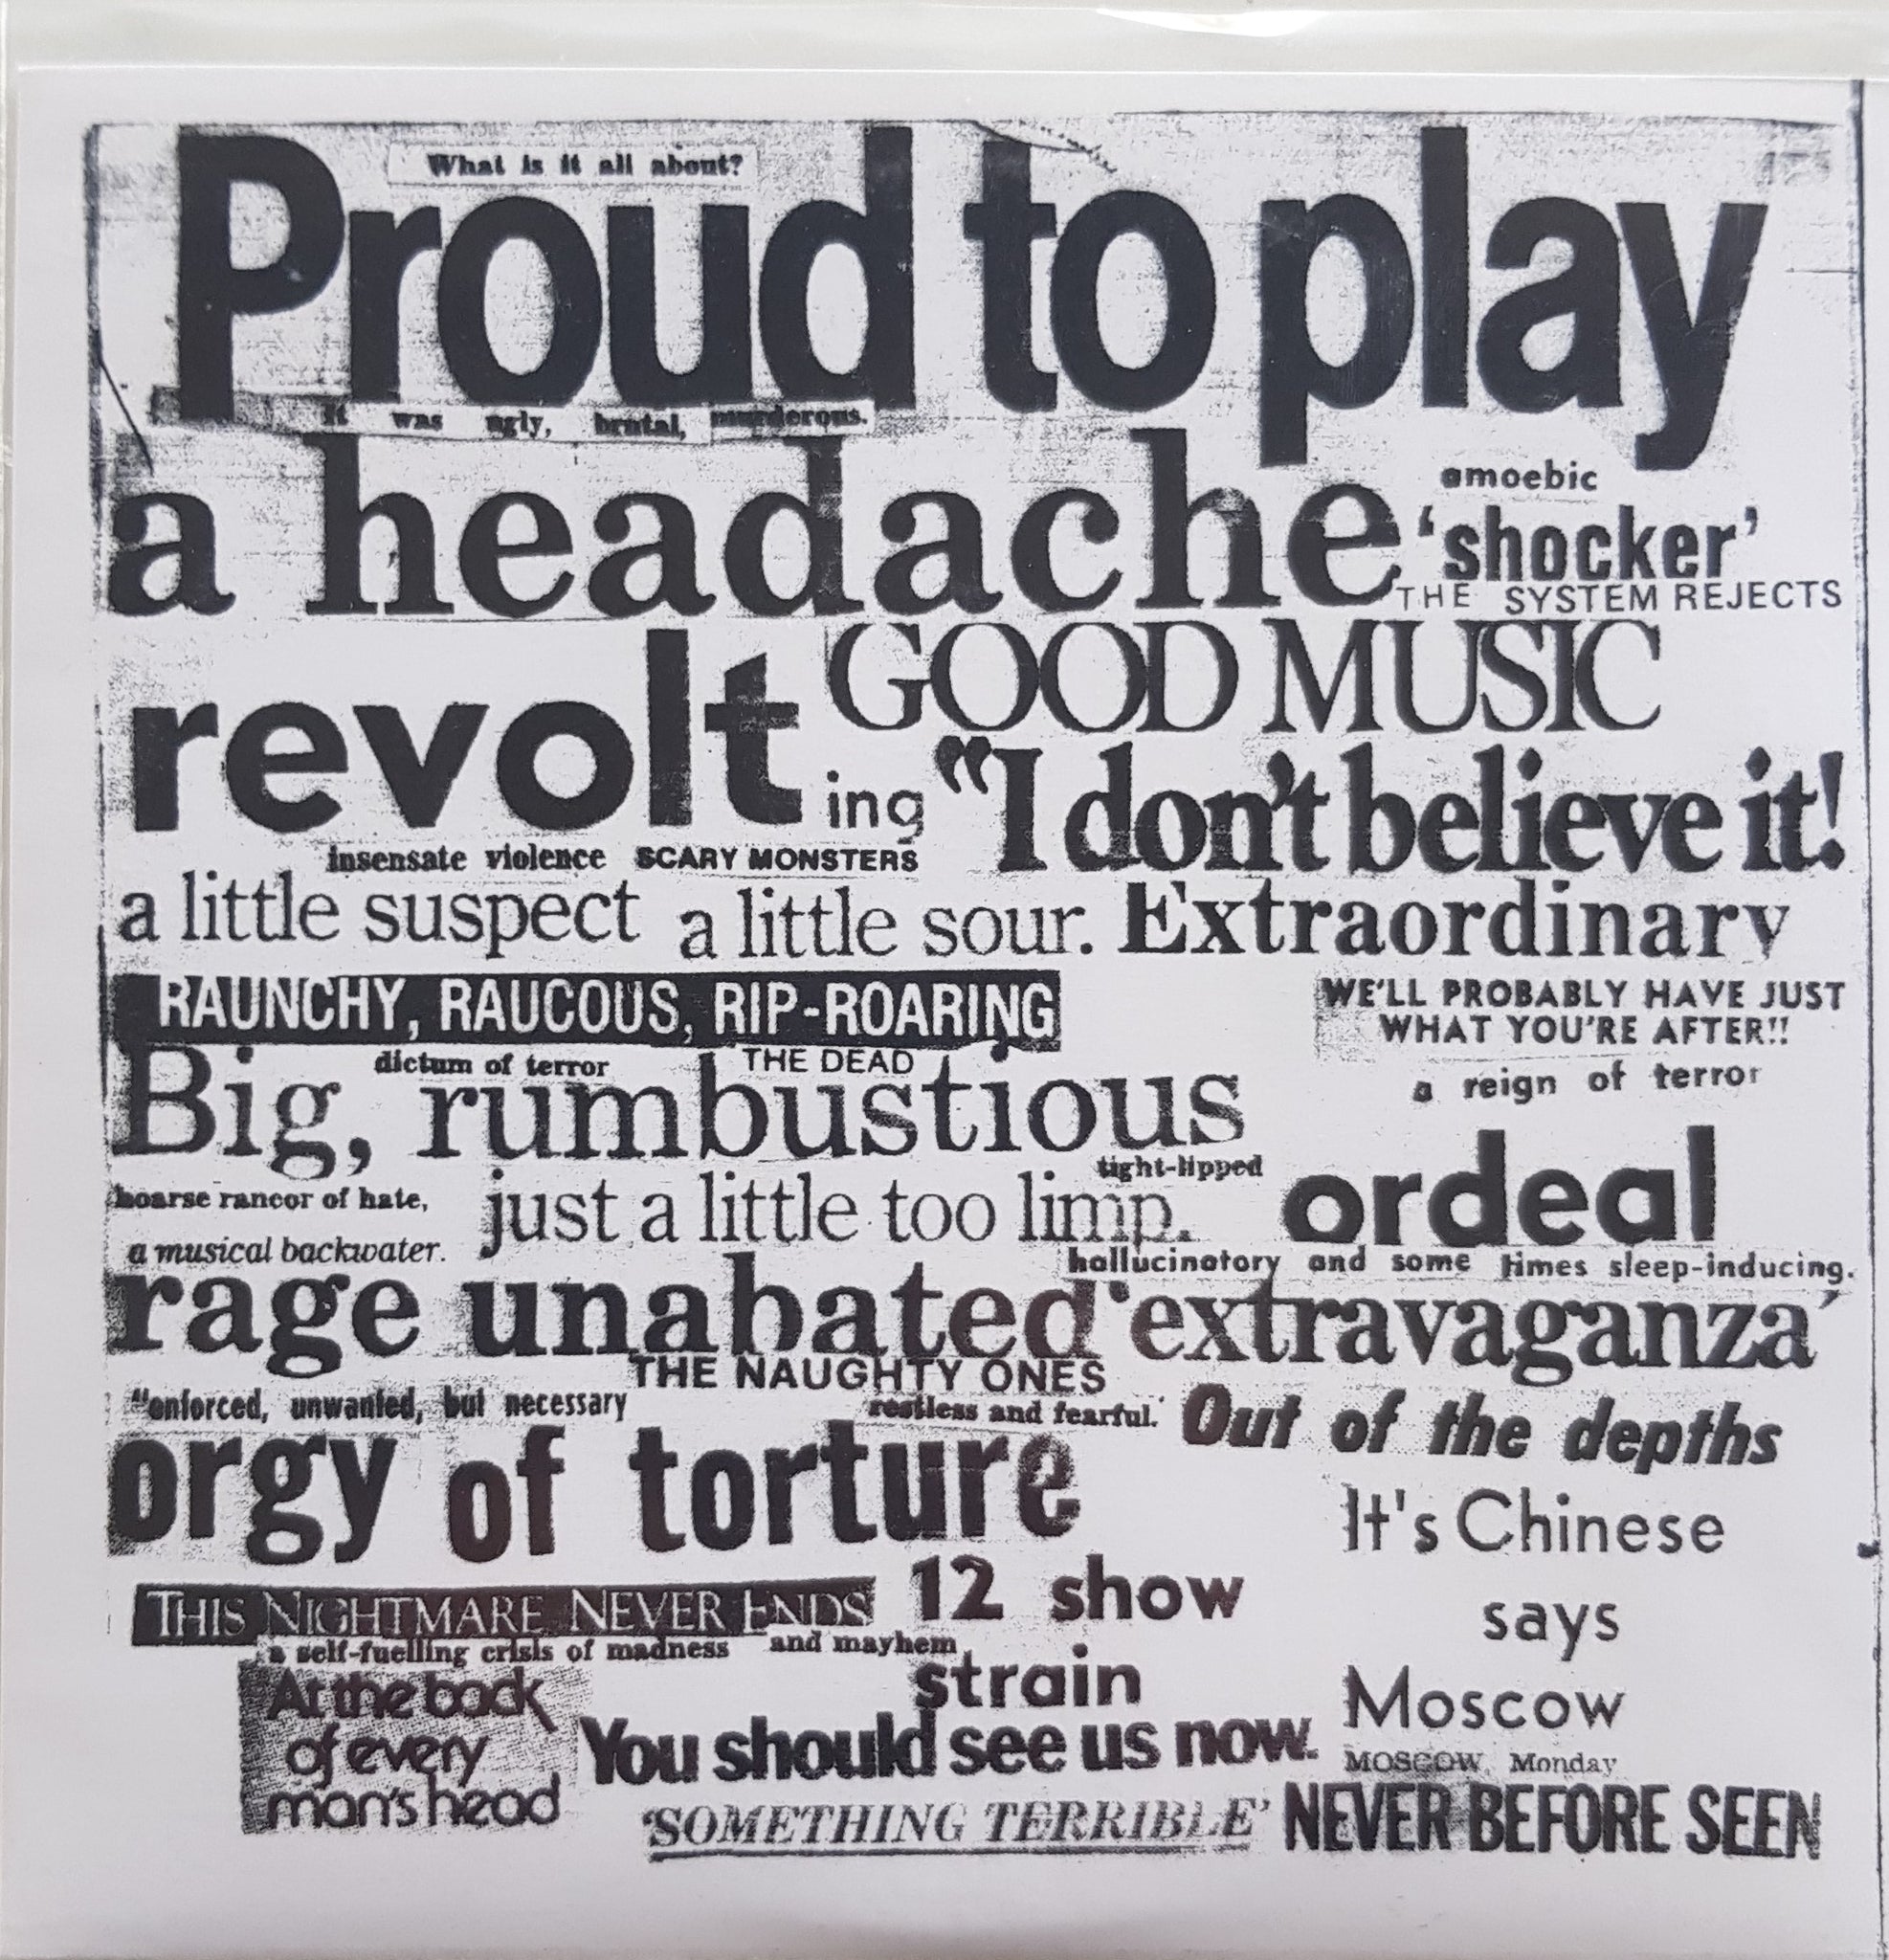 What is it all about?
Proud to play
It was ugly, brutal, murderous.
a headache
amoebic
'shocker'
THE SYSTEM REJECTS
GOOD MUSIC
revolt ing
"I don't believe it!
insensate violence SCARY MONSTERS
a little suspect a little sour. Extraordinary
RAUNCHY, RAUCOUS, RIP-ROARING
WE'LL PROBABLY HAVE JUST
WHAT YOU'RE AFTER!!
dictum of terror THE DEAD
a reign of terror
Big, rumbustious
tight-lipped
ordeal
hoarse rancor of hate,
just a little too limp.
a musical backwater.
hallucinatory and some times sleep-inducing.
rage unabated 'extravaganza'
THE NAUGHTY ONES
"enforced, unwanted, but necessary
restless and fearful.'
Out of the depths
orgy of torture
It's Chinese
says
Moscow
MOSCOW, Monday
THIS NIGHTMARE NEVER ENDS
12 show
a self-fuelling crisis of madness and mayhem
strain
At the back
of every
man's head
You should see us now.
'SOMETHING TERRIBLE'
NEVER BEFORE SEEN